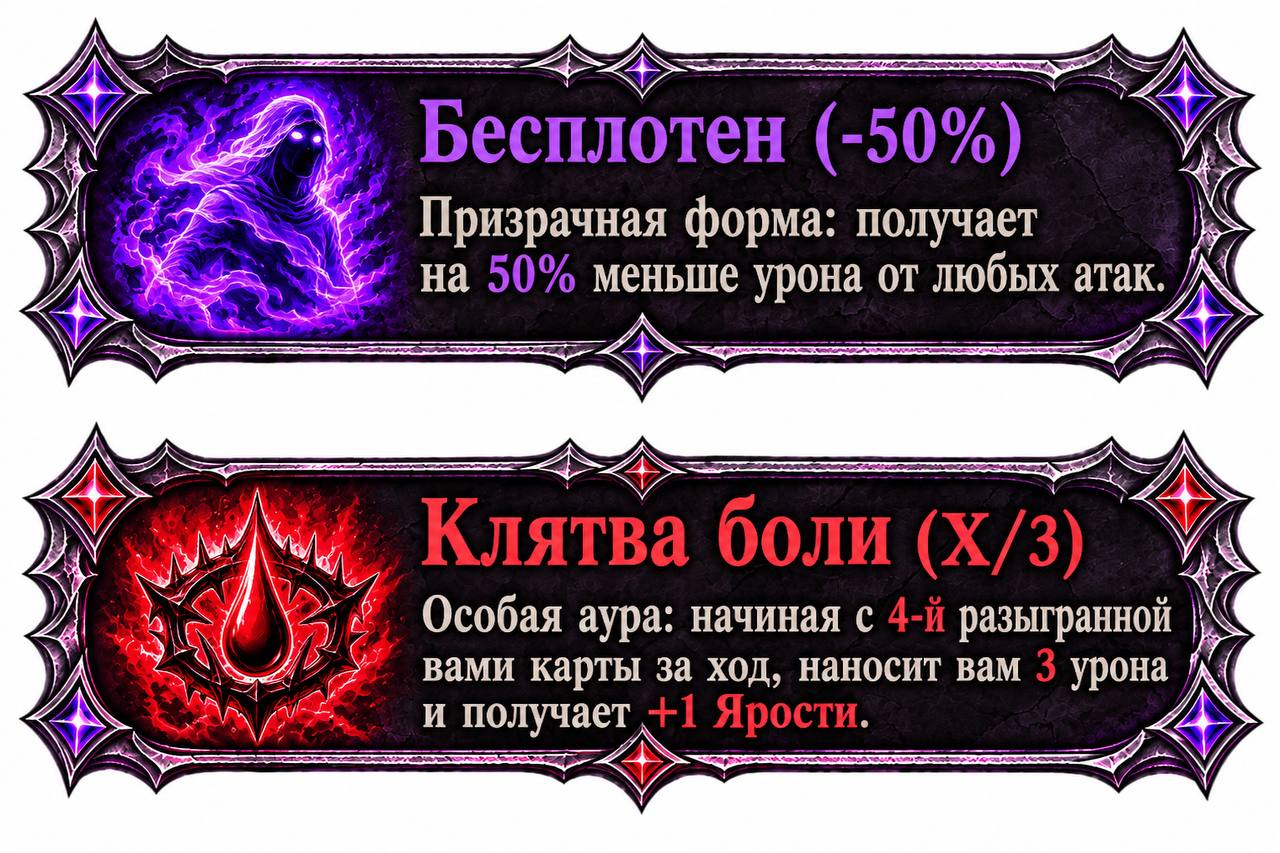 Бесплотен (-50%)
Призрачная форма: получает
на 50% меньше урона от любых атак.
Клятва боли (X/3)
Особая аура: начиная с 4-й разыгранной
вами карты за ход, наносит вам 3 урона
и получает +1 Ярости.